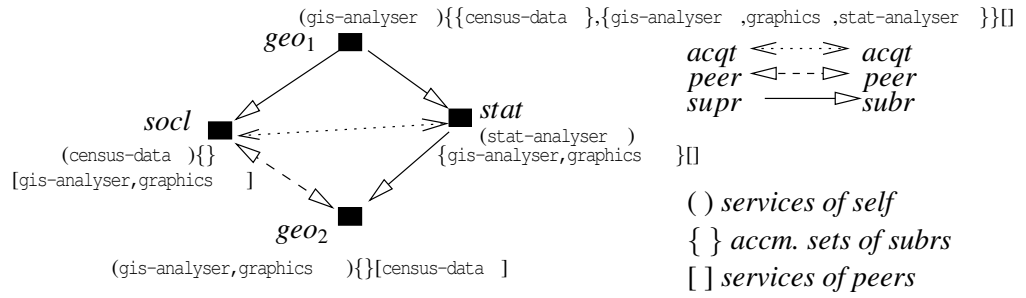 (gis-analyser ){{census-data },{gis-analyser ,graphics ,stat-analyser }}[]
geo1
acqt acqt
peer peer
supr subr
socl
stat
(census-data ){}
[gis-analyser,graphics ]
(stat-analyser )
{gis-analyser,graphics }[]
geo2
(gis-analyser,graphics ){}[census-data ]
( ) services of self
{ } accm. sets of subrs
[ ] services of peers